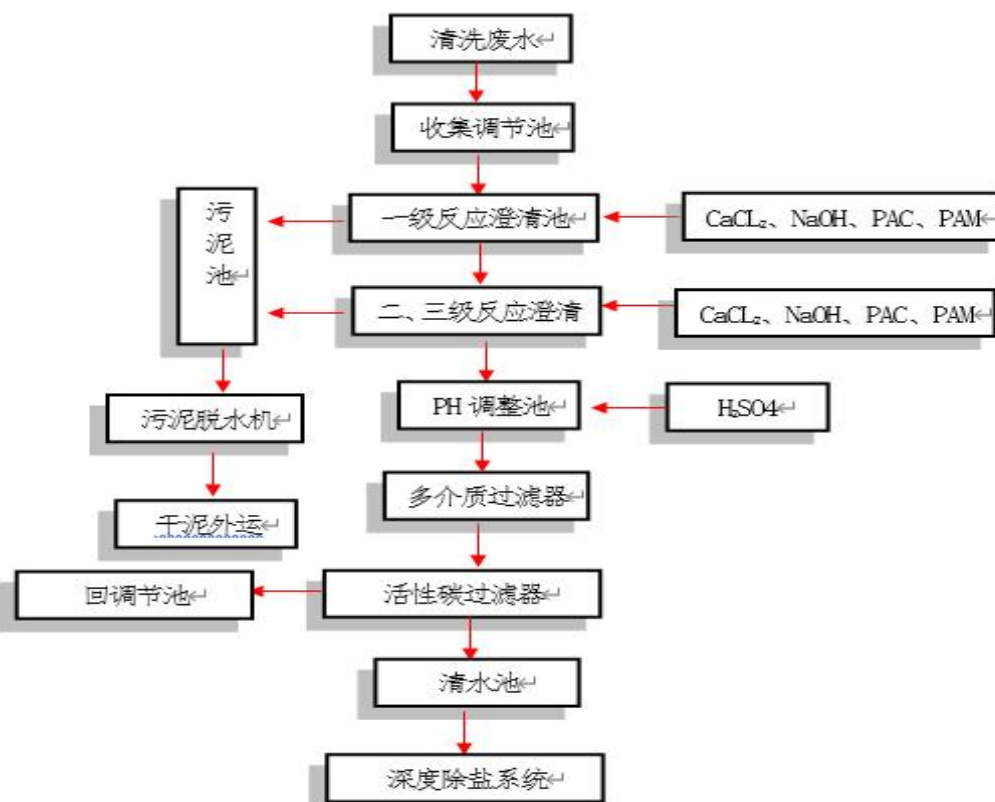 清洗废水↵
收集调节池↵
污
泥
池↵
一级反应澄清池↵
CaCL₂、NaOH、PAC、PAM↵
二、三级反应澄清
CaCL₂、NaOH、PAC、PAM↵
PH 调整池↵
H₂SO4↵
污泥脱水机↵
多介质过滤器↵
干泥外运↵
回调节池↵
活性碳过滤器↵
清水池↵
深度除盐系统↵